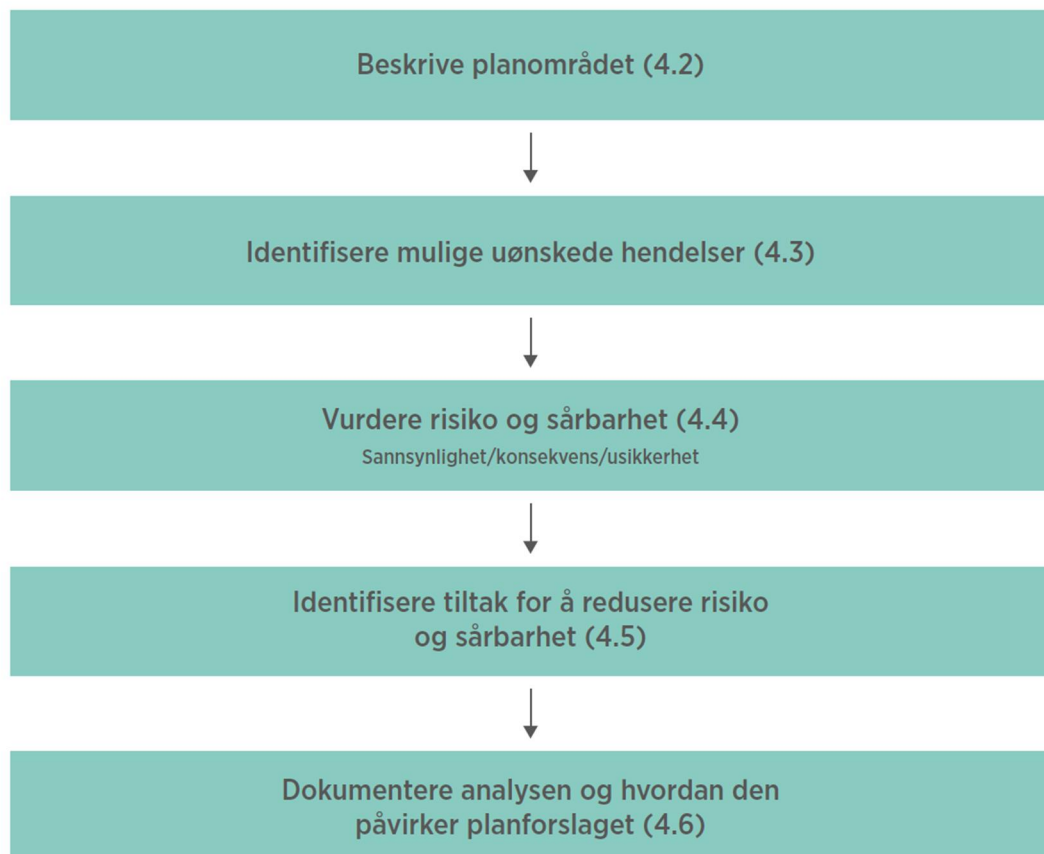 Beskrive planområdet (4.2)
Identifisere mulige uønskede hendelser (4.3)
Vurdere risiko og sårbarhet (4.4)
Sannsynlighet/konsekvens/usikkerhet
Identifisere tiltak for å redusere risiko
og sårbarhet (4.5)
Dokumentere analysen og hvordan den
påvirker planforslaget (4.6)